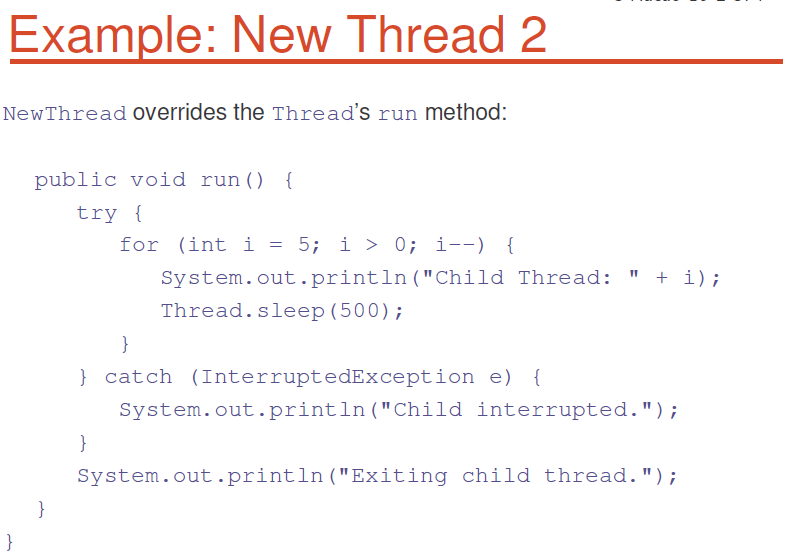 Example: New Thread 2
NewThread overrides the Thread’s run method:
public void run() {
try {
for (int i = 5; i > 0; i--) {
System.out.println("Child Thread: " + i);
Thread.sleep(500);
}
} catch (InterruptedException e) {
System.out.println("Child interrupted.");
}
System.out.println("Exiting child thread.");
}
}